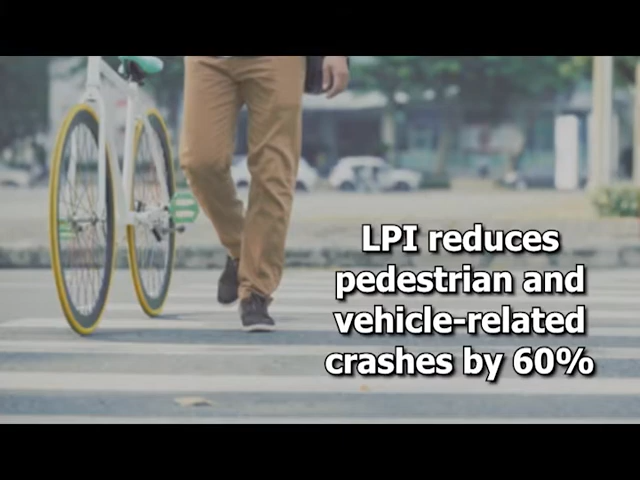 LPI reduces
pedestrian and
vehicle-related
crashes by 60%